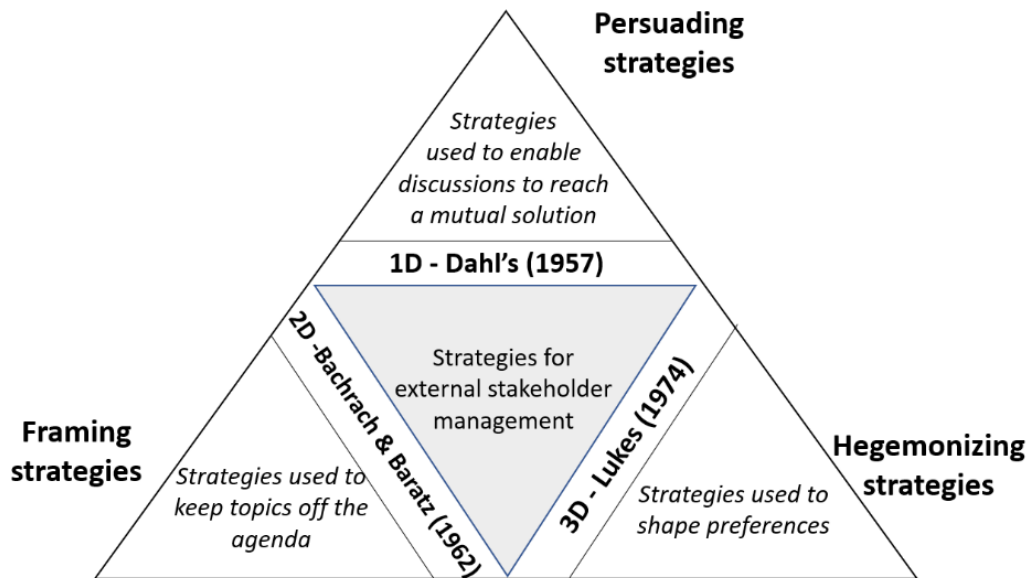 Persuading
strategies
Strategies
used to enable
discussions to reach
a mutual solution
1D - Dahl’s (1957)
2D -Bachrach & Baratz (1962)
Strategies for
external stakeholder
management
3D - Lukes (1974)
Framing
strategies
Strategies used to
keep topics off the
agenda
Hegemonizing
strategies
Strategies used to
shape preferences